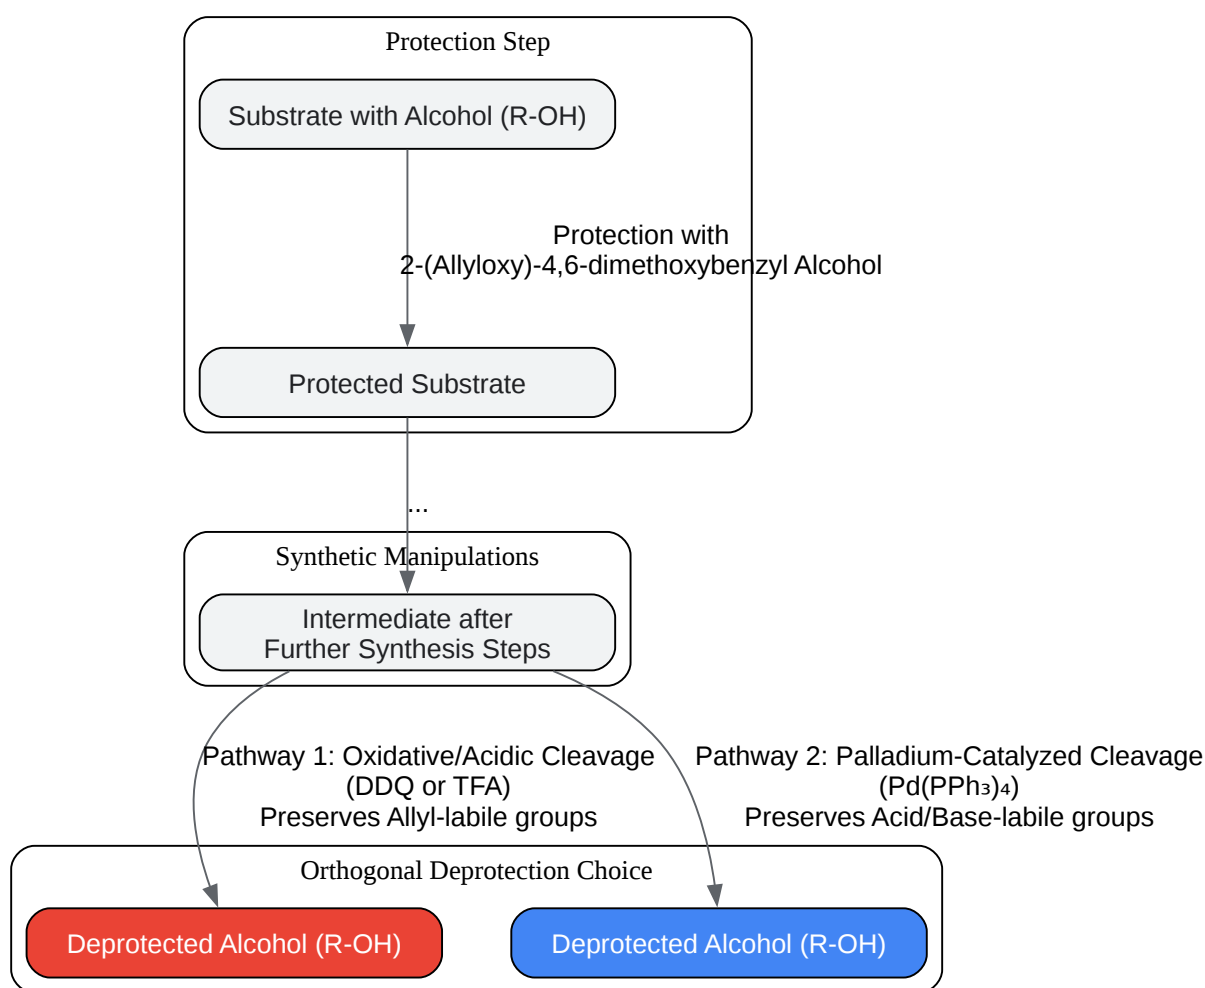 Protection Step
Substrate with Alcohol (R-OH)
Protection with
2-(Allyloxy)-4,6-dimethoxybenzyl Alcohol
Protected Substrate
...
Synthetic Manipulations
Intermediate after
Further Synthesis Steps
Pathway 1: Oxidative/Acidic Cleavage
(DDQ or TFA)
Preserves Allyl-labile groups
Pathway 2: Palladium-Catalyzed Cleavage
(Pd(PPh₃)₄)
Preserves Acid/Base-labile groups
Orthogonal Deprotection Choice
Deprotected Alcohol (R-OH)
Deprotected Alcohol (R-OH)